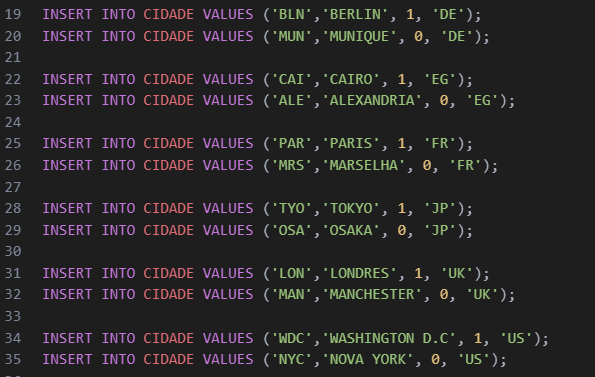 19 INSERT INTO CIDADE VALUES ('BLN','BERLIN', 1, 'DE');
20 INSERT INTO CIDADE VALUES ('MUN','MUNIQUE', 0, 'DE');
21
22 INSERT INTO CIDADE VALUES ('CAI','CAIRO', 1, 'EG');
23 INSERT INTO CIDADE VALUES ('ALE','ALEXANDRIA', 0, 'EG');
24
25 INSERT INTO CIDADE VALUES ('PAR','PARIS', 1, 'FR');
26 INSERT INTO CIDADE VALUES ('MRS','MARSELHA', 0, 'FR');
27
28 INSERT INTO CIDADE VALUES ('TYO','TOKYO', 1, 'JP');
29 INSERT INTO CIDADE VALUES ('OSA','OSAKA', 0, 'JP');
30
31 INSERT INTO CIDADE VALUES ('LON','LONDRES', 1, 'UK');
32 INSERT INTO CIDADE VALUES ('MAN','MANCHESTER', 0, 'UK');
33
34 INSERT INTO CIDADE VALUES ('WDC','WASHINGTON D.C', 1, 'US');
35 INSERT INTO CIDADE VALUES ('NYC','NOVA YORK', 0, 'US');